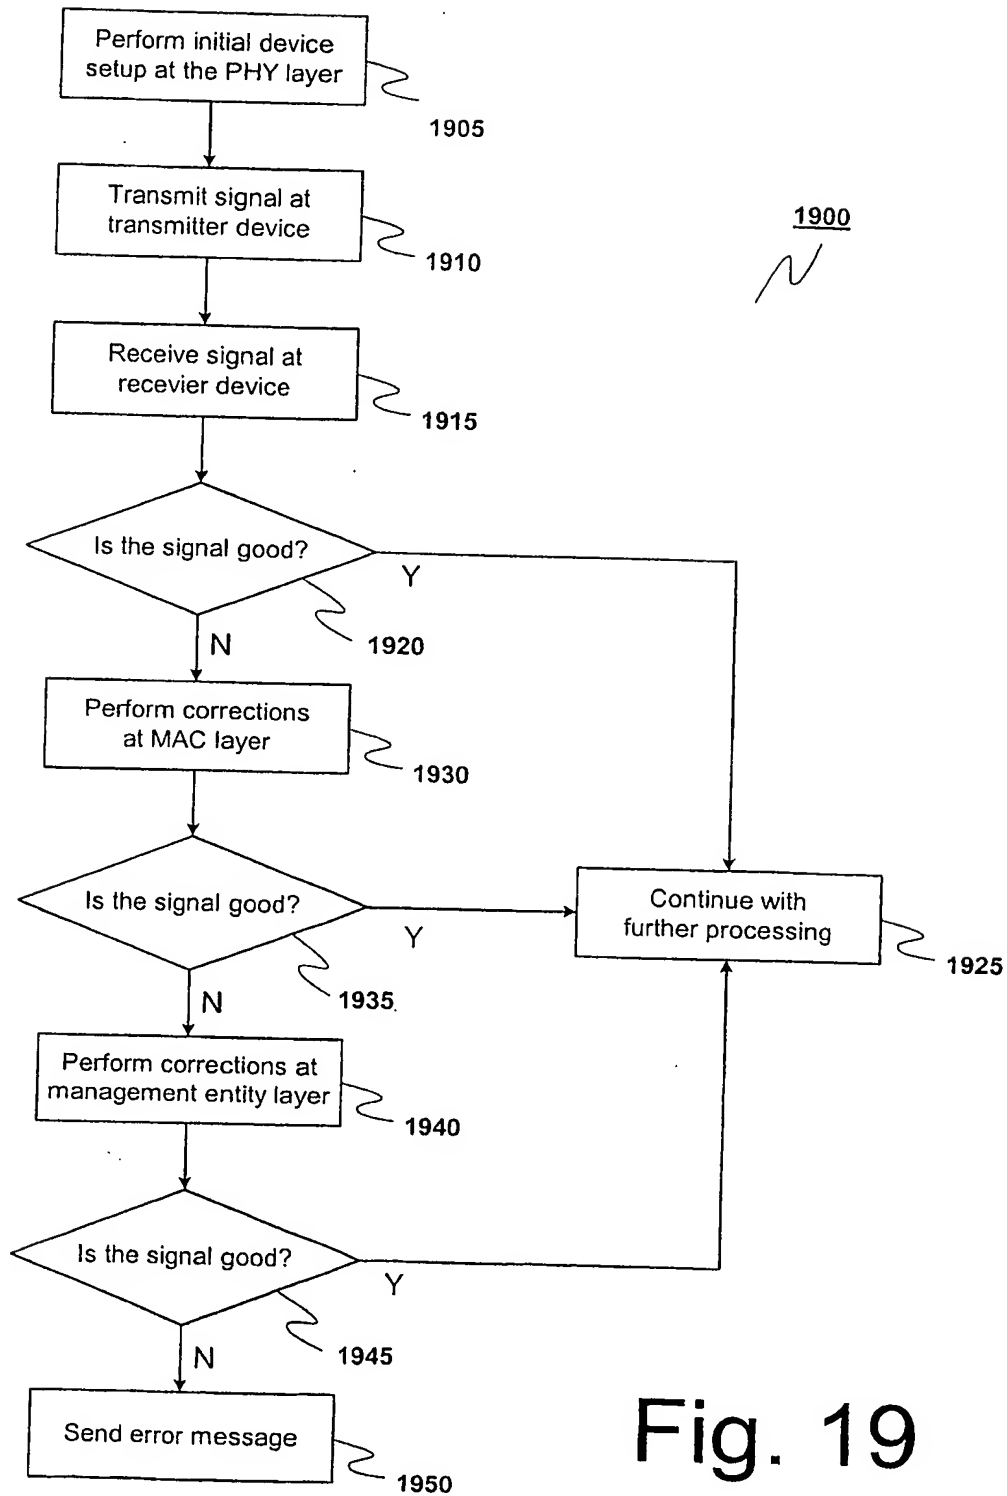 Perform initial device
setup at the PHY layer
1905
Transmit signal at
transmitter device
1910
1900
Receive signal at
recevier device
1915
Is the signal good?
Y
1920
N
Perform corrections
at MAC layer
1930
Is the signal good?
Y
Continue with
further processing
1925
1935
N
Perform corrections at
management entity layer
1940
Is the signal good?
Y
1945
N
Send error message
1950
Fig. 19